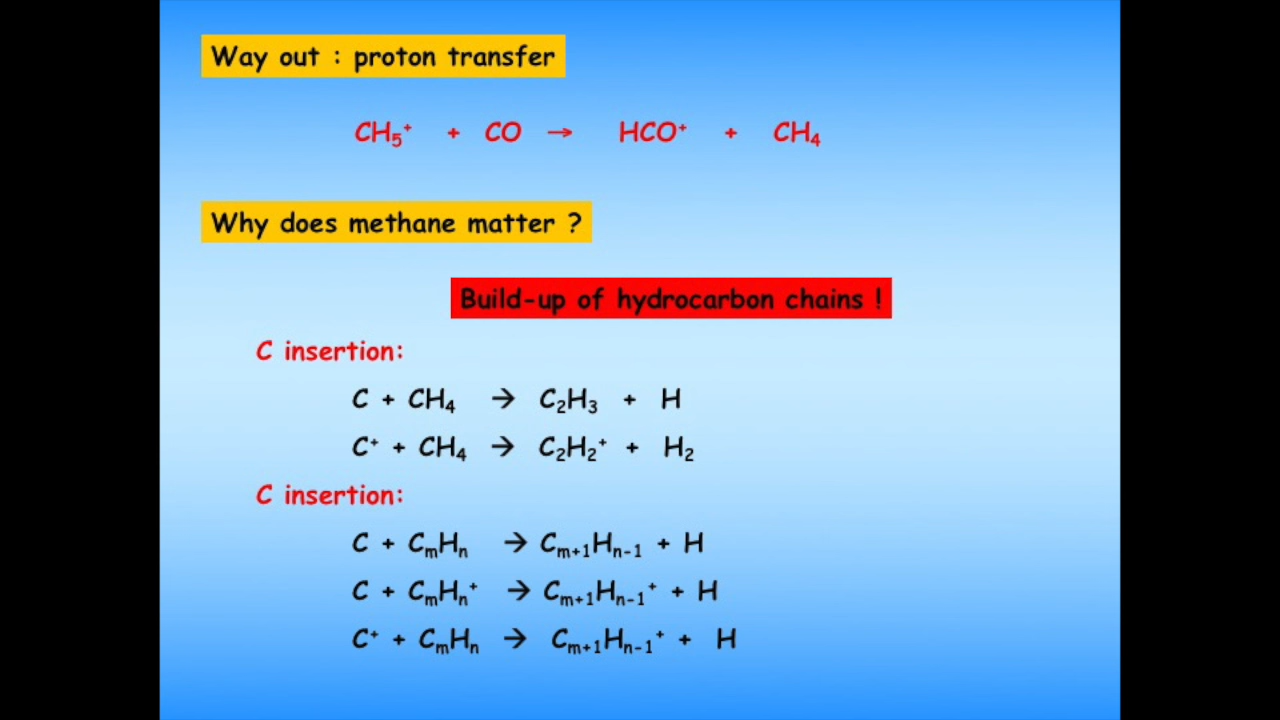 Way out : proton transfer
CH₅⁺ + CO → HCO⁺ + CH₄
Why does methane matter ?
Build-up of hydrocarbon chains !
C insertion:
C + CH₄ → C₂H₃ + H
C⁺ + CH₄ → C₂H₂⁺ + H₂
C insertion:
C + CₘHₙ → Cₘ₊₁Hₙ₋₁ + H
C + CₘHₙ⁺ → Cₘ₊₁Hₙ₋₁⁺ + H
C⁺ + CₘHₙ → Cₘ₊₁Hₙ₋₁⁺ + H